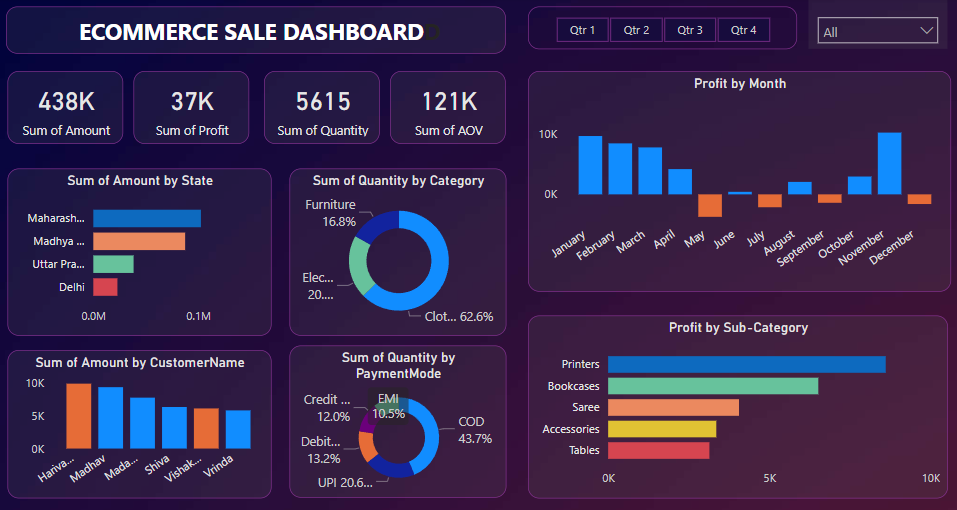 ECOMMERCE SALE DASHBOARD
Qtr 1
Qtr 2
Qtr 3
Qtr 4
All
438K
Sum of Amount
37K
Sum of Profit
5615
Sum of Quantity
121K
Sum of AOV
Profit by Month
10K
0K
January
February
March
April
May
June
July
August
September
October
November
December
Sum of Amount by State
Maharash...
Madhya ...
Uttar Pra...
Delhi
0.0M
0.1M
Sum of Quantity by Category
Furniture
16.8%
Elec...
20....
Clot... 62.6%
Sum of Amount by CustomerName
10K
5K
0K
Hariva...
Madhav
Mada...
Shiva
Vishak...
Vrinda
Sum of Quantity by
PaymentMode
Credit ...
12.0%
EMI
10.5%
COD
43.7%
Debit...
13.2%
UPI 20.6...
Profit by Sub-Category
Printers
Bookcases
Saree
Accessories
Tables
0K
5K
10K